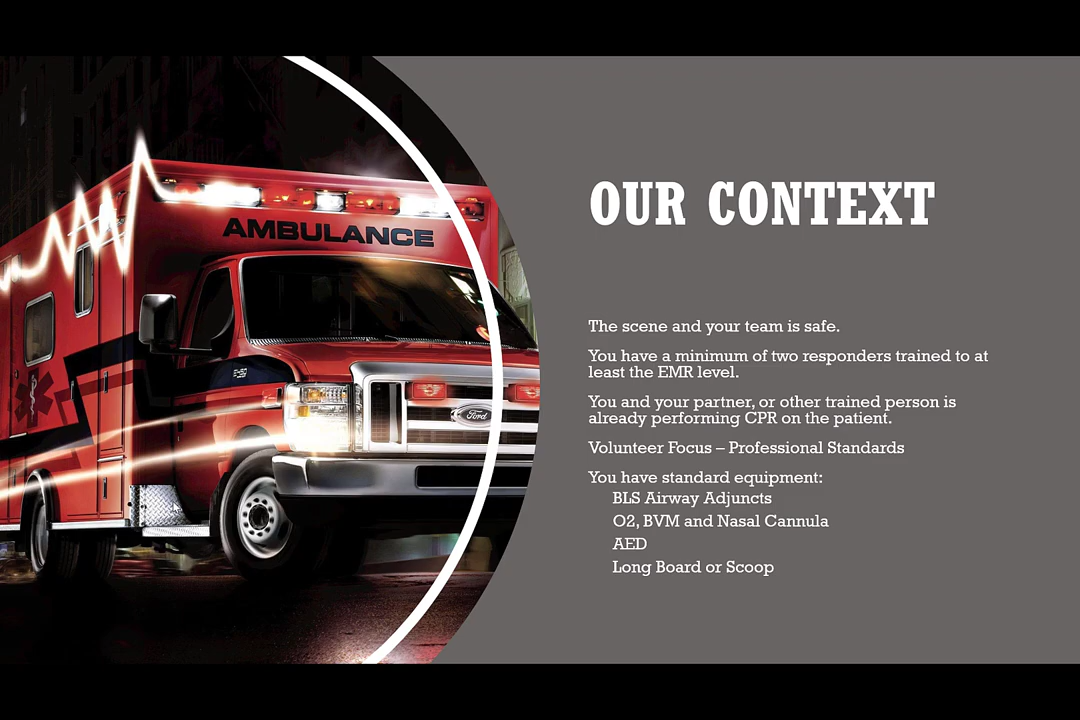 AMBULANCE
Ford
OUR CONTEXT
The scene and your team is safe.
You have a minimum of two responders trained to at
least the EMR level.
You and your partner, or other trained person is
already performing CPR on the patient.
Volunteer Focus – Professional Standards
You have standard equipment:
BLS Airway Adjuncts
O2, BVM and Nasal Cannula
AED
Long Board or Scoop